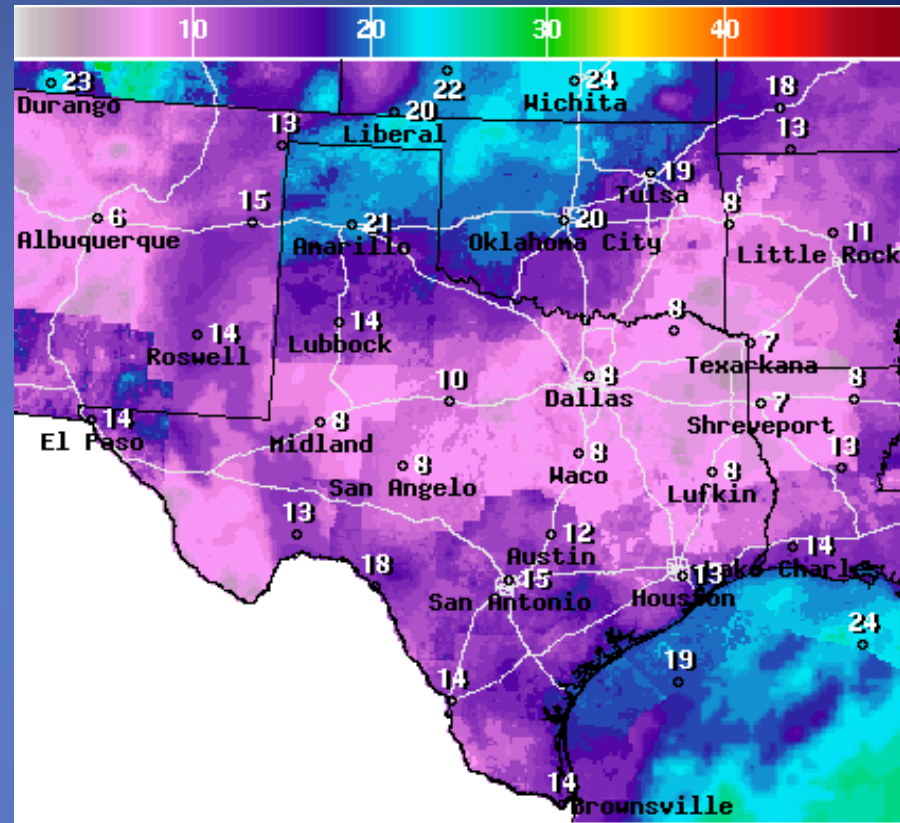 10 20 30 40
23 22 24 18
Durango Wichita
20
Liberal
13 13
19
Tulsa
6 15 21 20 8 11
Albuquerque Amarillo Oklahoma City Little Rock
14 14 8 7
Roswell Lubbock Texarkana
10 8 7 8
Dallas Shreveport
14 8
El Paso Midland
8 8 8 13
San Angelo Waco Lufkin
13 12 14
Austin Lake Charles
18 15 13
San Antonio Houston
24
14 19
14
Brownsville